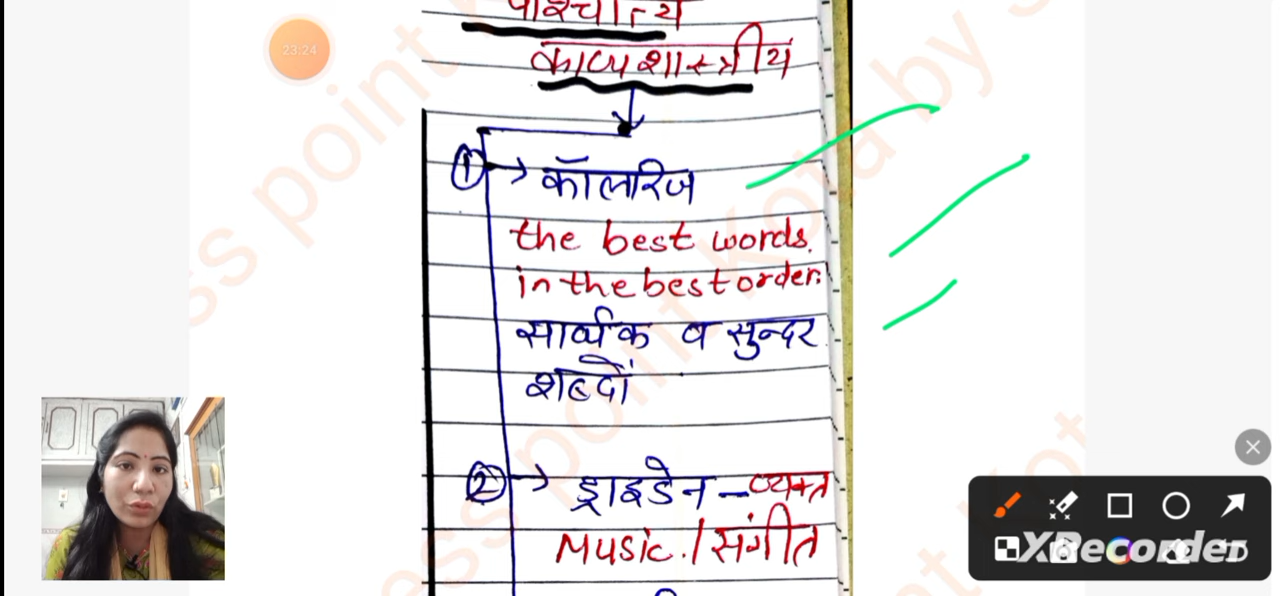 पाश्चात्य
23:24
काव्यशास्त्रीय
① → कॉलरिज
the best words.
in the best order.
सार्थक व सुन्दर
शब्दों
② → ड्राइडेन – व्यक्त
Music. / संगीत
XRecorder